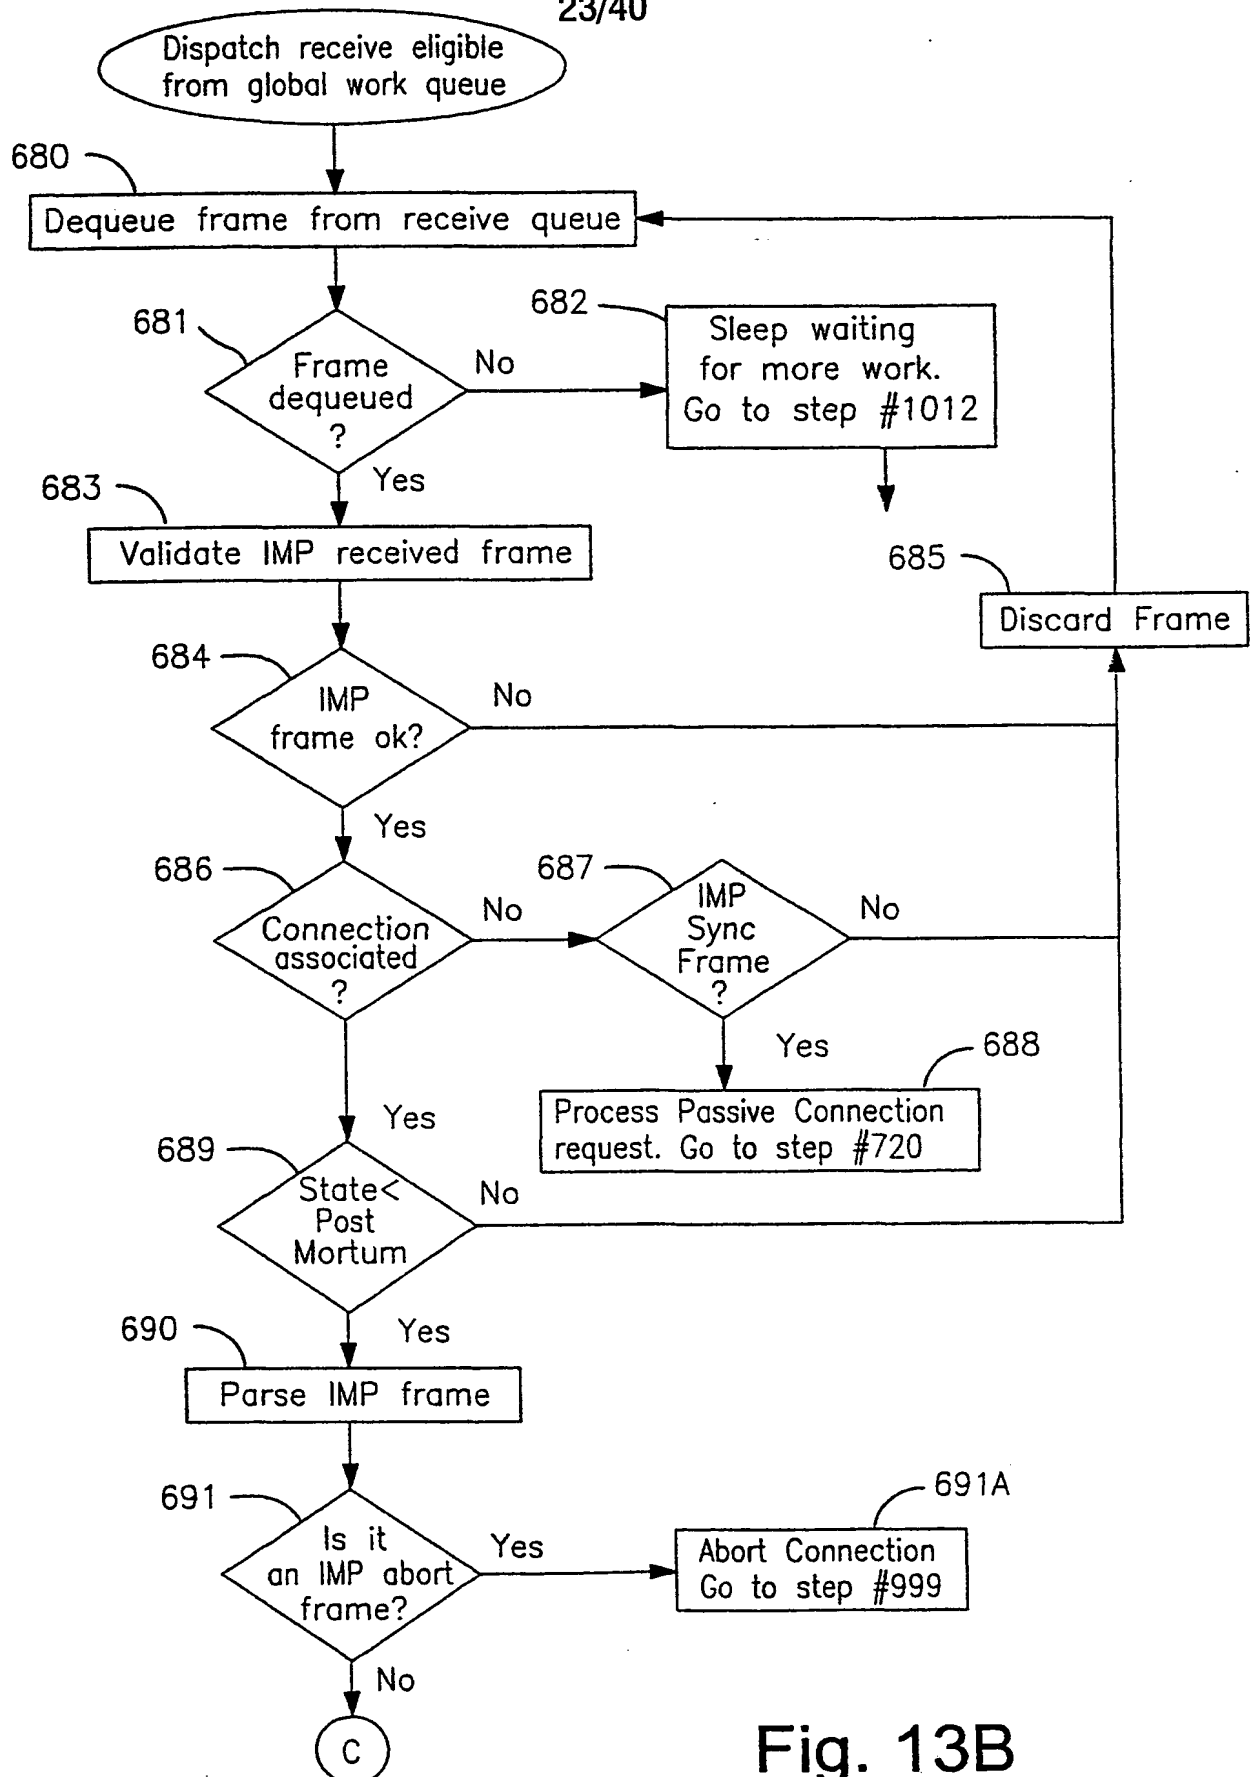 23/40
Dispatch receive eligible
from global work queue
680
Dequeue frame from receive queue
681
Frame
dequeued
?
No
682
Sleep waiting
for more work.
Go to step #1012
Yes
683
Validate IMP received frame
685
Discard Frame
684
IMP
frame ok?
No
Yes
686
Connection
associated
?
No
687
IMP
Sync
Frame
?
No
Yes
688
Process Passive Connection
request. Go to step #720
Yes
689
State<
Post
Mortum
No
Yes
690
Parse IMP frame
691
Is it
an IMP abort
frame?
Yes
691A
Abort Connection
Go to step #999
No
C
Fig. 13B